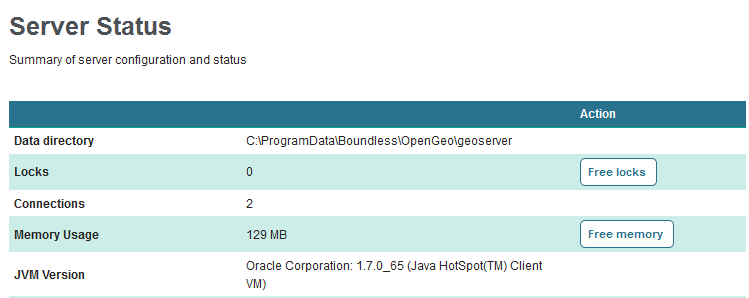 Server Status
Summary of server configuration and status
Action
Data directory C:\ProgramData\Boundless\OpenGeo\geoserver
Locks 0 Free locks
Connections 2
Memory Usage 129 MB Free memory
JVM Version Oracle Corporation: 1.7.0_65 (Java HotSpot(TM) Client
VM)